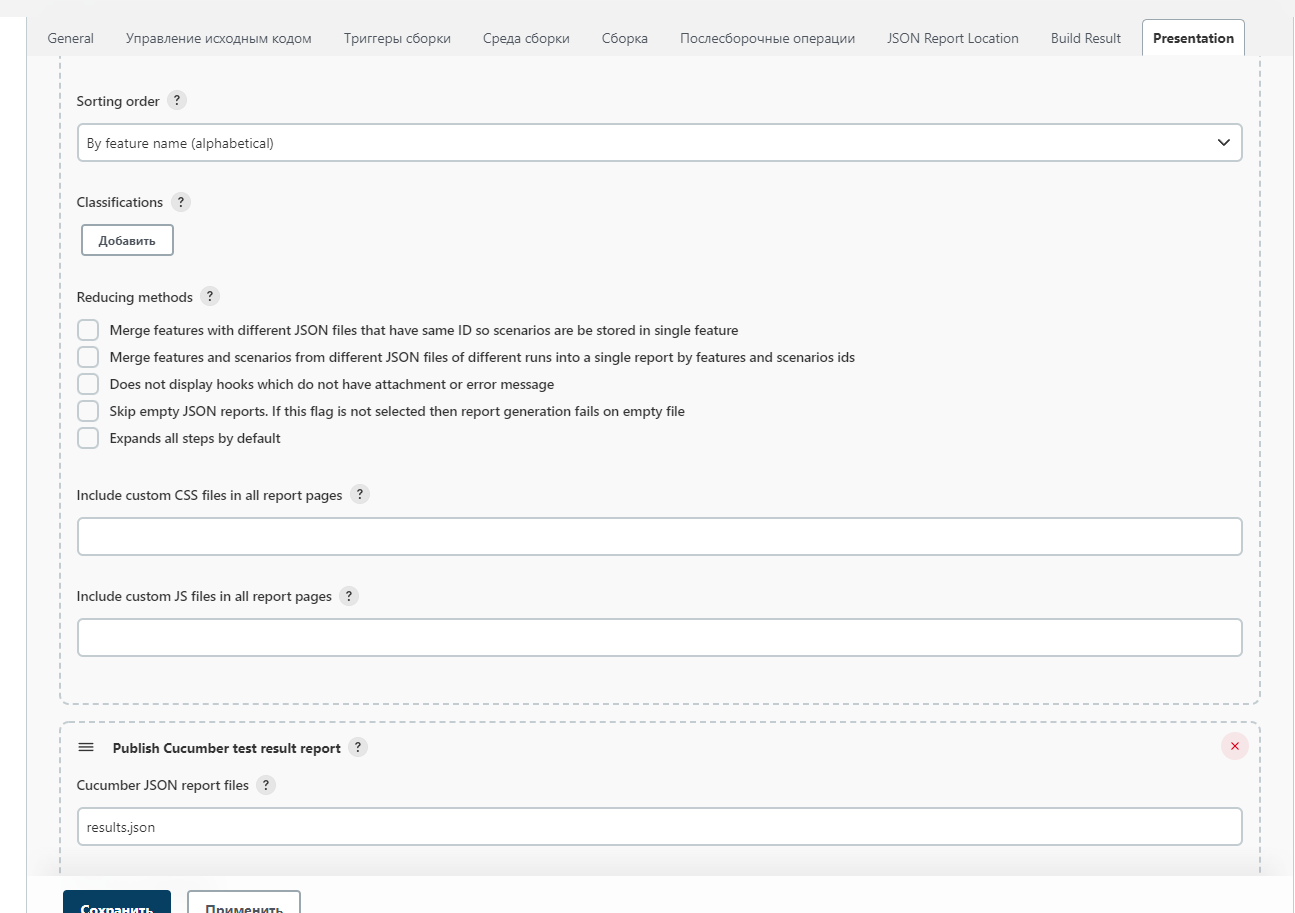 General Управление исходным кодом Триггеры сборки Среда сборки Сборка Послесборочные операции JSON Report Location Build Result Presentation
Sorting order ?
By feature name (alphabetical)
Classifications ?
Добавить
Reducing methods ?
Merge features with different JSON files that have same ID so scenarios are be stored in single feature
Merge features and scenarios from different JSON files of different runs into a single report by features and scenarios ids
Does not display hooks which do not have attachment or error message
Skip empty JSON reports. If this flag is not selected then report generation fails on empty file
Expands all steps by default
Include custom CSS files in all report pages ?
Include custom JS files in all report pages ?
Publish Cucumber test result report ?
Cucumber JSON report files ?
results.json
Сохранить Применить